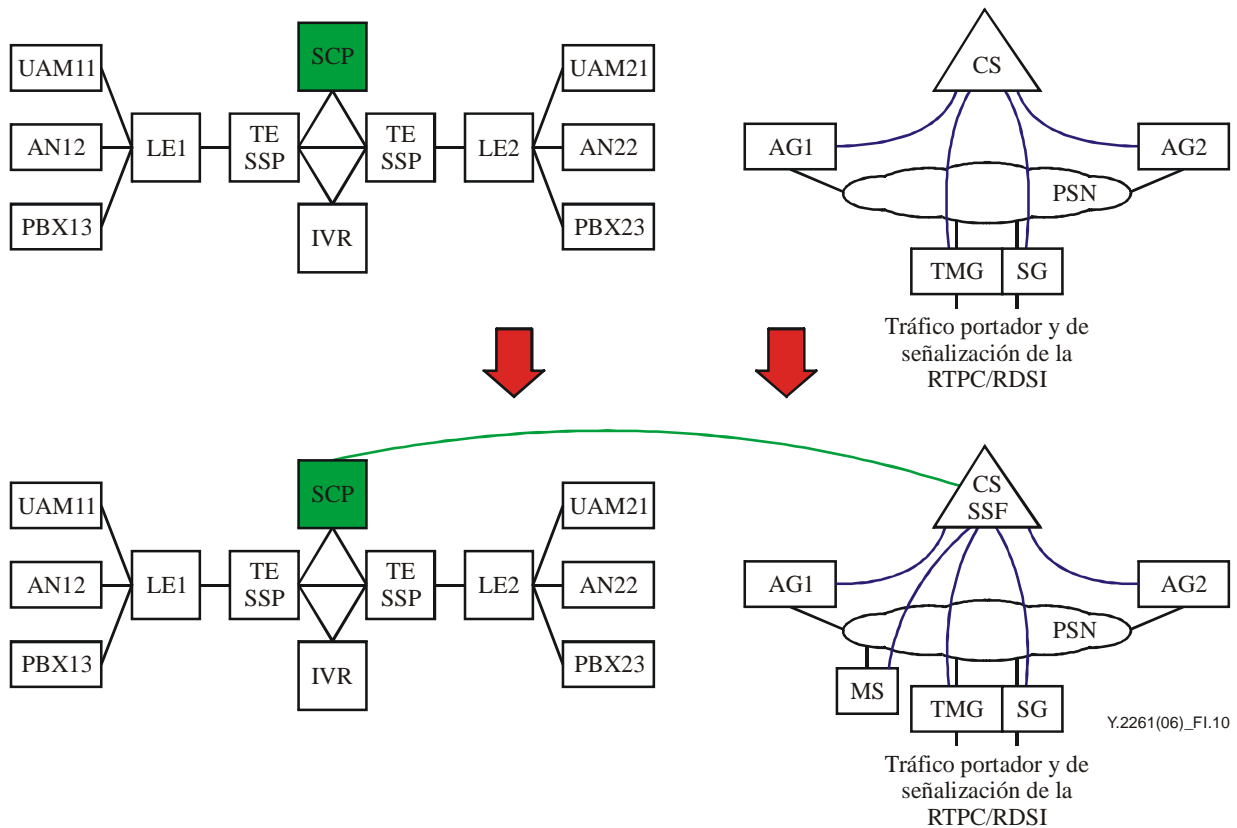 SCP
UAM11
UAM21
CS
AN12
LE1
TE
SSP
TE
SSP
LE2
AN22
AG1
AG2
PSN
PBX13
IVR
PBX23
TMG
SG
Tráfico portador y de
señalización de la
RTPC/RDSI
SCP
UAM11
UAM21
CS
SSF
AN12
LE1
TE
SSP
TE
SSP
LE2
AN22
AG1
AG2
PSN
PBX13
IVR
PBX23
MS
TMG
SG
Y.2261(06)_FI.10
Tráfico portador y de
señalización de la
RTPC/RDSI